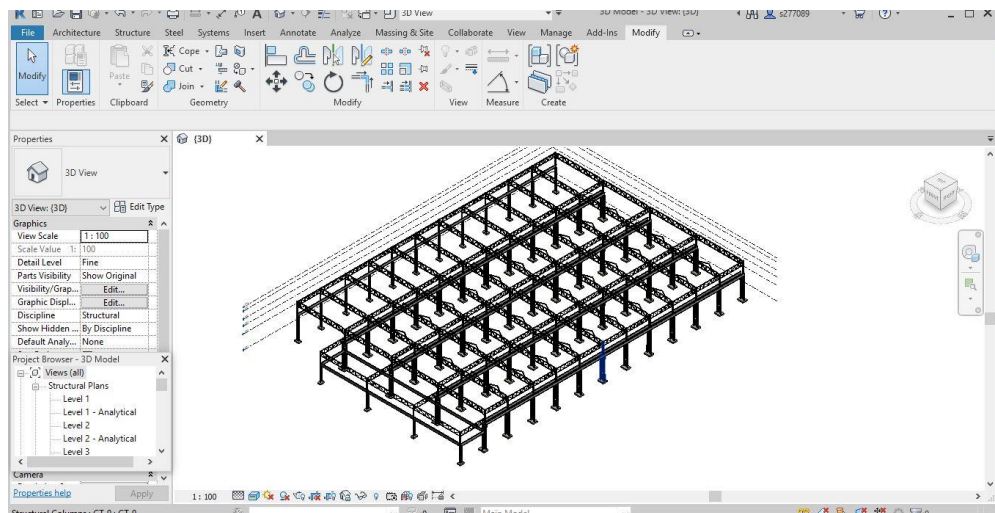 3D View
3D Model - 3D View: {3D}
s277089
File Architecture Structure Steel Systems Insert Annotate Analyze Massing & Site Collaborate View Manage Add-Ins Modify
Modify
Paste
Cope
Cut
Join
Select Properties Clipboard Geometry Modify View Measure Create
Properties
{3D}
3D View
3D View: {3D} Edit Type
Graphics
View Scale 1 : 100
Scale Value 1: 100
Detail Level Fine
Parts Visibility Show Original
Visibility/Grap... Edit...
Graphic Displ... Edit...
Discipline Structural
Show Hidden ... By Discipline
Default Analy... None
Project Browser - 3D Model
Views (all)
Structural Plans
Level 1
Level 1 - Analytical
Level 2
Level 2 - Analytical
Level 3
Camera
Properties help Apply
1 : 100
Main Model